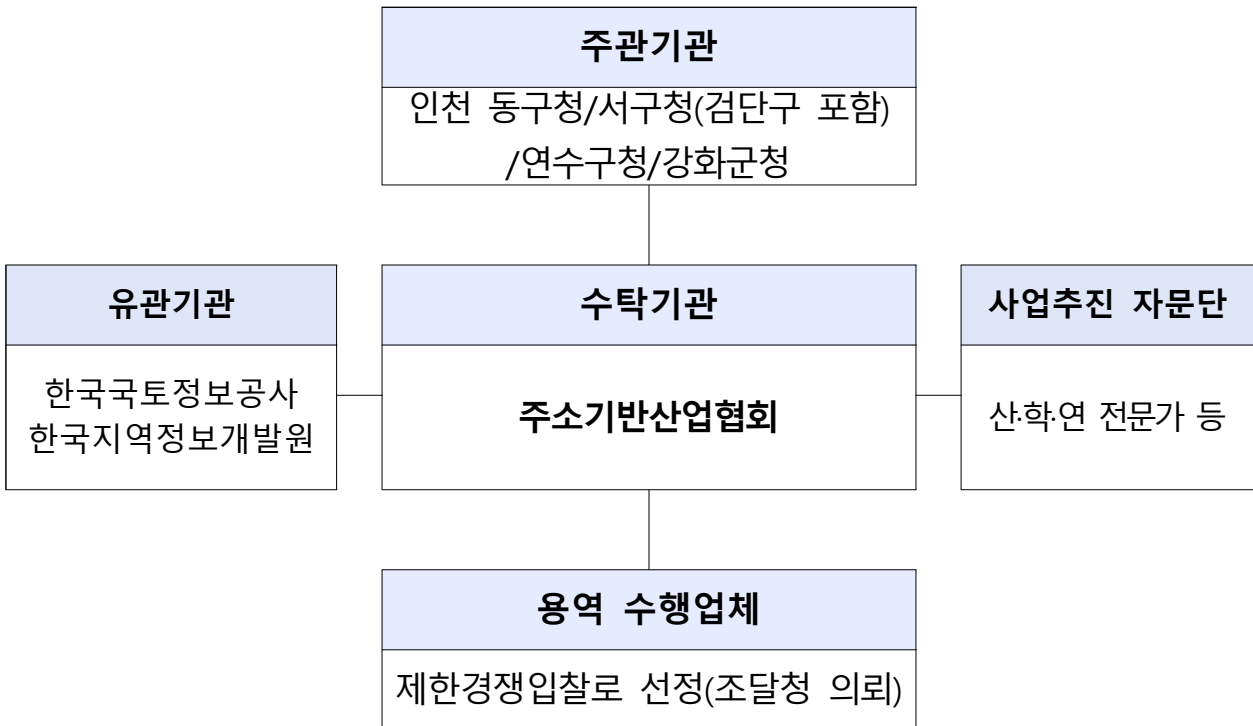 주관기관
인천 동구청/서구청(검단구 포함)
/연수구청/강화군청
유관기관
한국국토정보공사
한국지역정보개발원
수탁기관
주소기반산업협회
사업추진 자문단
산·학·연 전문가 등
용역 수행업체
제한경쟁입찰로 선정(조달청 의뢰)